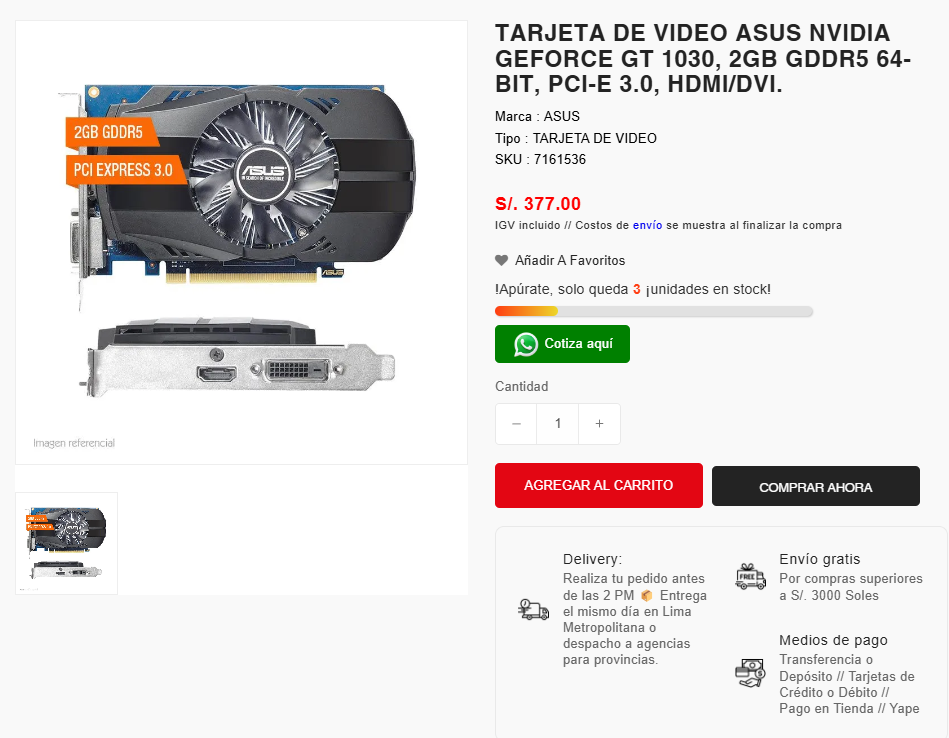 TARJETA DE VIDEO ASUS NVIDIA
GEFORCE GT 1030, 2GB GDDR5 64-
BIT, PCI-E 3.0, HDMI/DVI.
Marca : ASUS
Tipo : TARJETA DE VIDEO
SKU : 7161536
2GB GDDR5
PCI EXPRESS 3.0
ASUS
IN SEARCH OF INCREDIBLE
ASUS
Imagen referencial
S/. 377.00
IGV incluido // Costos de envío se muestra al finalizar la compra
Añadir A Favoritos
!Apúrate, solo queda 3 ¡unidades en stock!
Cotiza aquí
Cantidad
− 1 +
AGREGAR AL CARRITO
COMPRAR AHORA
Delivery:
Realiza tu pedido antes
de las 2 PM 📦 Entrega
el mismo día en Lima
Metropolitana o
despacho a agencias
para provincias.
FREE
Envío gratis
Por compras superiores
a S/. 3000 Soles
Medios de pago
Transferencia o
Depósito // Tarjetas de
Crédito o Débito //
Pago en Tienda // Yape